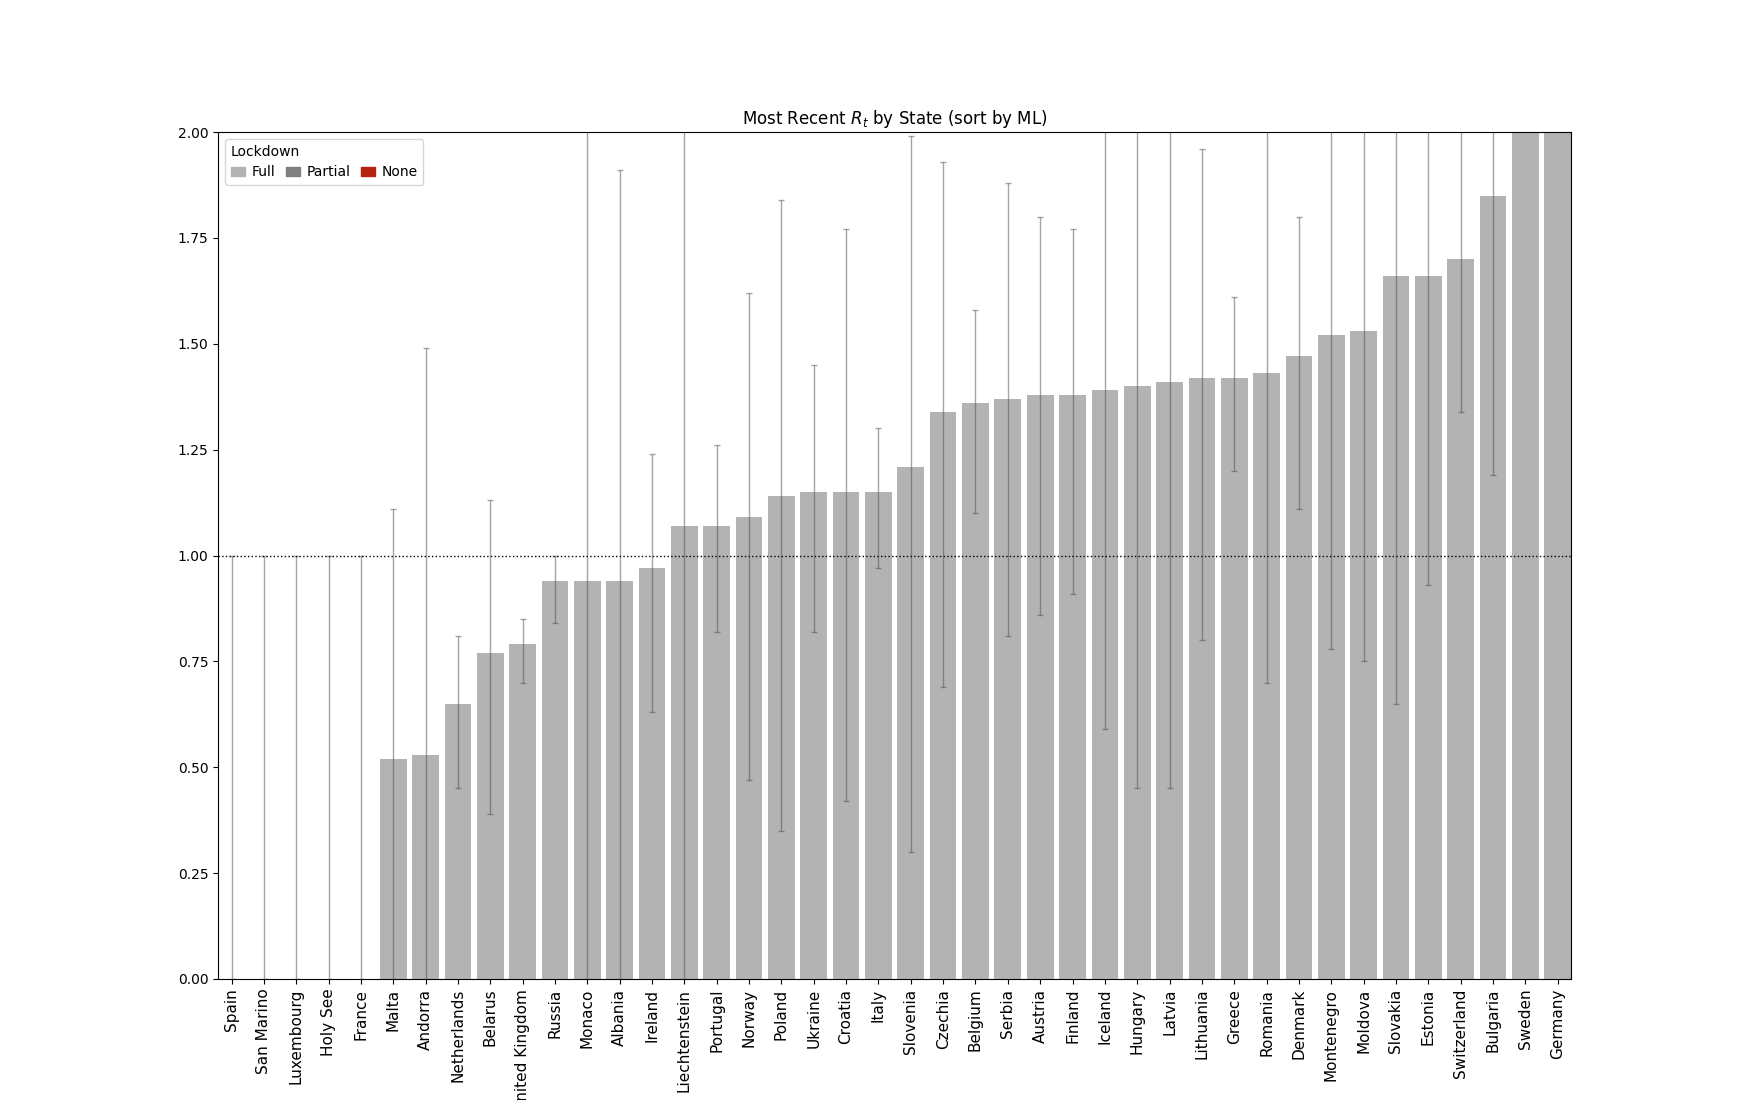 Most Recent R_t by State (sort by ML)
Lockdown
Full Partial None
2.00
1.75
1.50
1.25
1.00
0.75
0.50
0.25
0.00
Spain
San Marino
Luxembourg
Holy See
France
Malta
Andorra
Netherlands
Belarus
nited Kingdom
Russia
Monaco
Albania
Ireland
Liechtenstein
Portugal
Norway
Poland
Ukraine
Croatia
Italy
Slovenia
Czechia
Belgium
Serbia
Austria
Finland
Iceland
Hungary
Latvia
Lithuania
Greece
Romania
Denmark
Montenegro
Moldova
Slovakia
Estonia
Switzerland
Bulgaria
Sweden
Germany